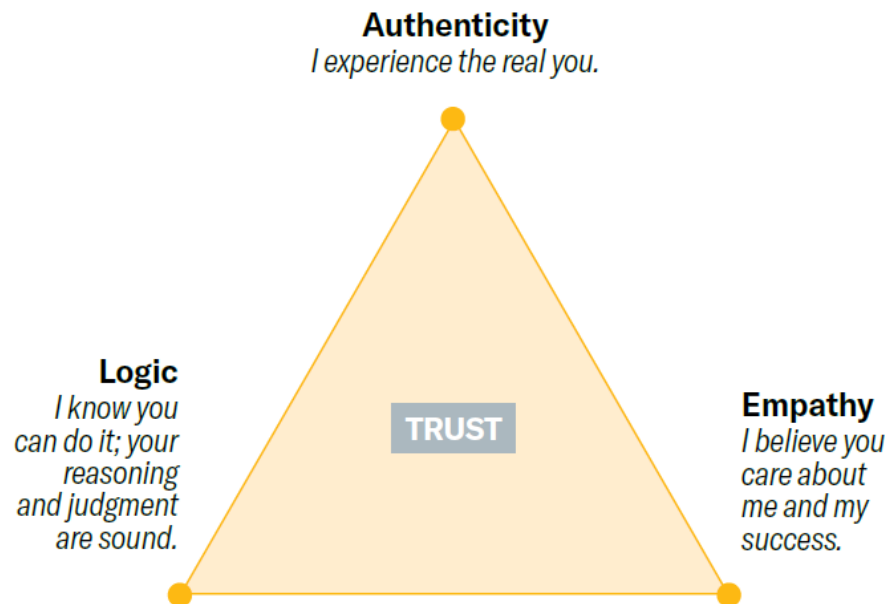 Authenticity
I experience the real you.
Logic
I know you
can do it; your
reasoning
and judgment
are sound.
TRUST
Empathy
I believe you
care about
me and my
success.